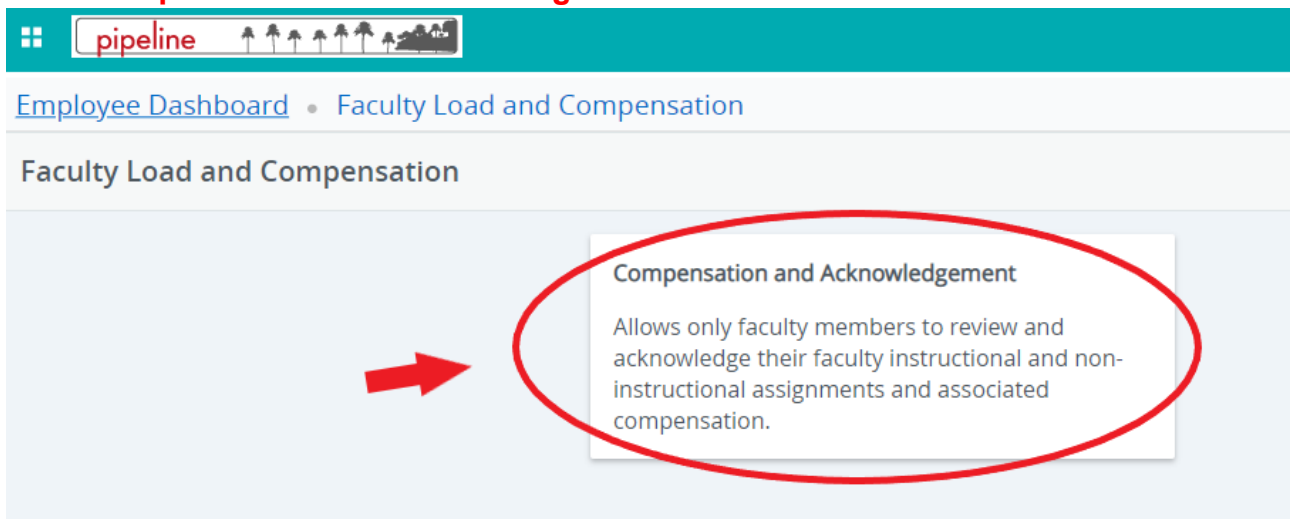 pipeline
Employee Dashboard • Faculty Load and Compensation
Faculty Load and Compensation
Compensation and Acknowledgement
Allows only faculty members to review and
acknowledge their faculty instructional and non-
instructional assignments and associated
compensation.